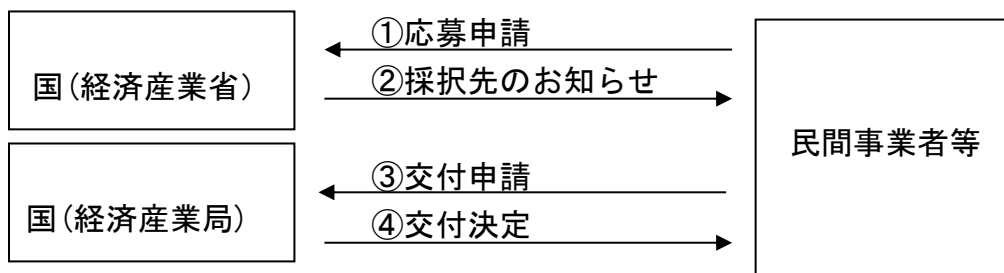 ①応募申請
国(経済産業省)
②採択先のお知らせ
民間事業者等
③交付申請
国(経済産業局)
④交付決定